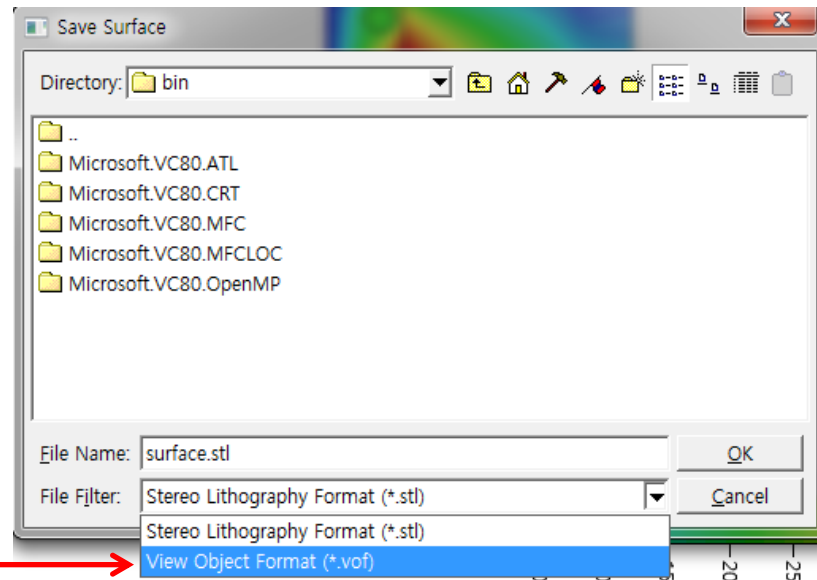 Save Surface
Directory: bin
..
Microsoft.VC80.ATL
Microsoft.VC80.CRT
Microsoft.VC80.MFC
Microsoft.VC80.MFCLOC
Microsoft.VC80.OpenMP
File Name: surface.stl OK
File Filter: Stereo Lithography Format (*.stl) Cancel
Stereo Lithography Format (*.stl)
View Object Format (*.vof)
-20
-25